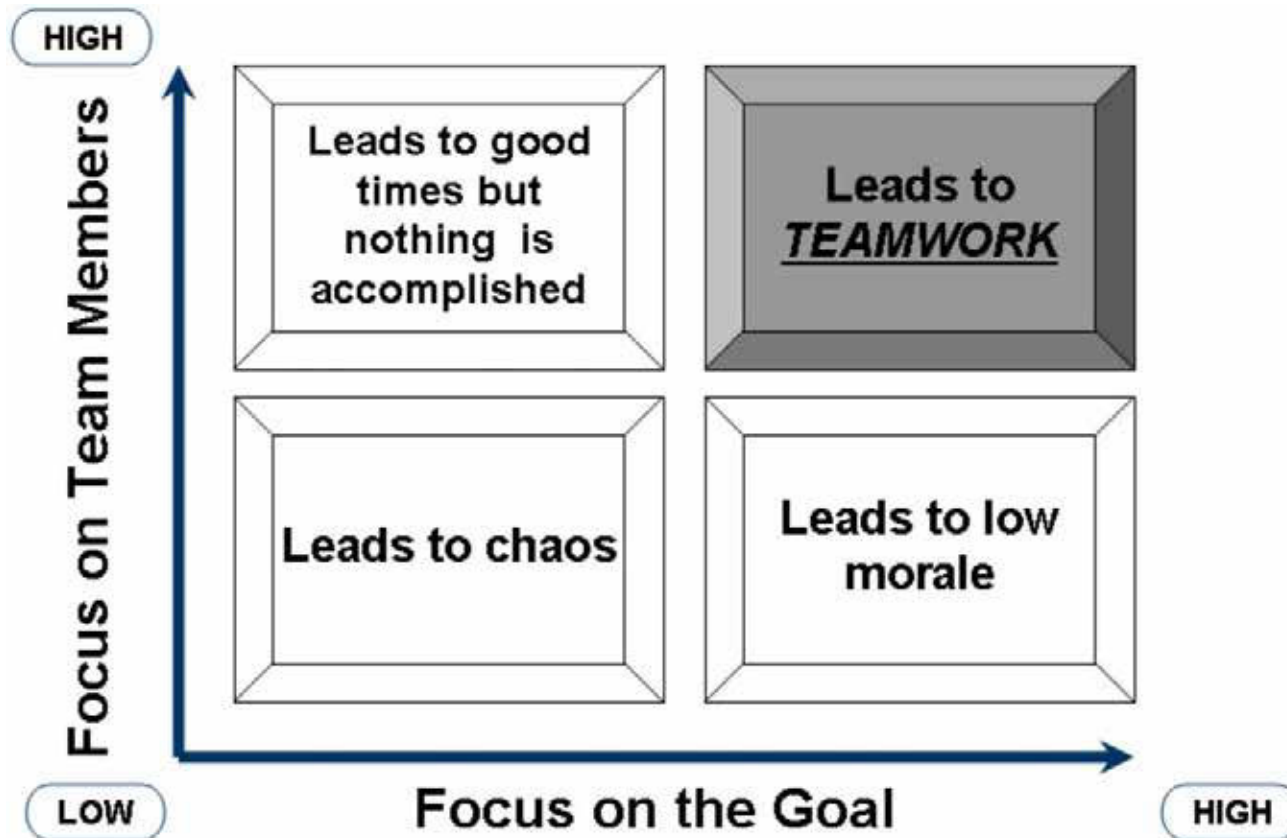 HIGH
Focus on Team Members
Leads to good
times but
nothing is
accomplished
Leads to
TEAMWORK
Leads to chaos
Leads to low
morale
LOW
Focus on the Goal
HIGH